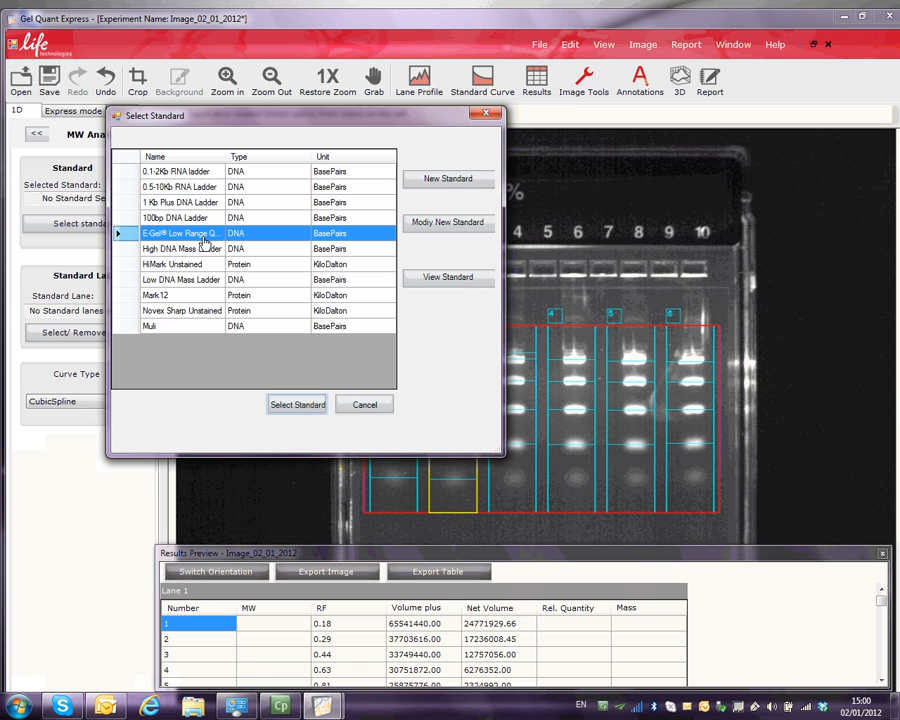 Gel Quant Express - [Experiment Name: Image_02_01_2012*]
life technologies
File Edit View Image Report Window Help
Open Save Redo Undo Crop Background Zoom in Zoom Out Restore Zoom Grab Lane Profile Standard Curve Results Image Tools Annotations 3D Report
1X
1D Express mode
<< MW Ana
Standard
Selected Standard:
No Standard Se
Select standa
Standard La
Standard Lane:
No Standard lanes
Select/ Remove
Curve Type
CubicSpline
Select Standard
Name Type Unit
0.1-2Kb RNA ladder DNA BasePairs
0.5-10Kb RNA Ladder DNA BasePairs
1 Kb Plus DNA Ladder DNA BasePairs
100bp DNA Ladder DNA BasePairs
E-Gel® Low Range Q... DNA BasePairs
High DNA Mass Ladder DNA BasePairs
HiMark Unstained Protein KiloDalton
Low DNA Mass Ladder DNA BasePairs
Mark12 Protein KiloDalton
Novex Sharp Unstained Protein KiloDalton
Muli DNA BasePairs
New Standard
Modiy New Standard
View Standard
Select Standard Cancel
%
4 5 6 7 8 9 10
4 5 6
Results Preview - Image_02_01_2012
Switch Orientation Export Image Export Table
Lane 1
Number MW RF Volume plus Net Volume Rel. Quantity Mass
1 0.18 65541440.00 24771929.66
2 0.29 37703616.00 17236008.45
3 0.44 33749440.00 12757056.00
4 0.63 30751872.00 6276352.00
5 0.81 25875776.00 2324992.00
EN
15:00
02/01/2012